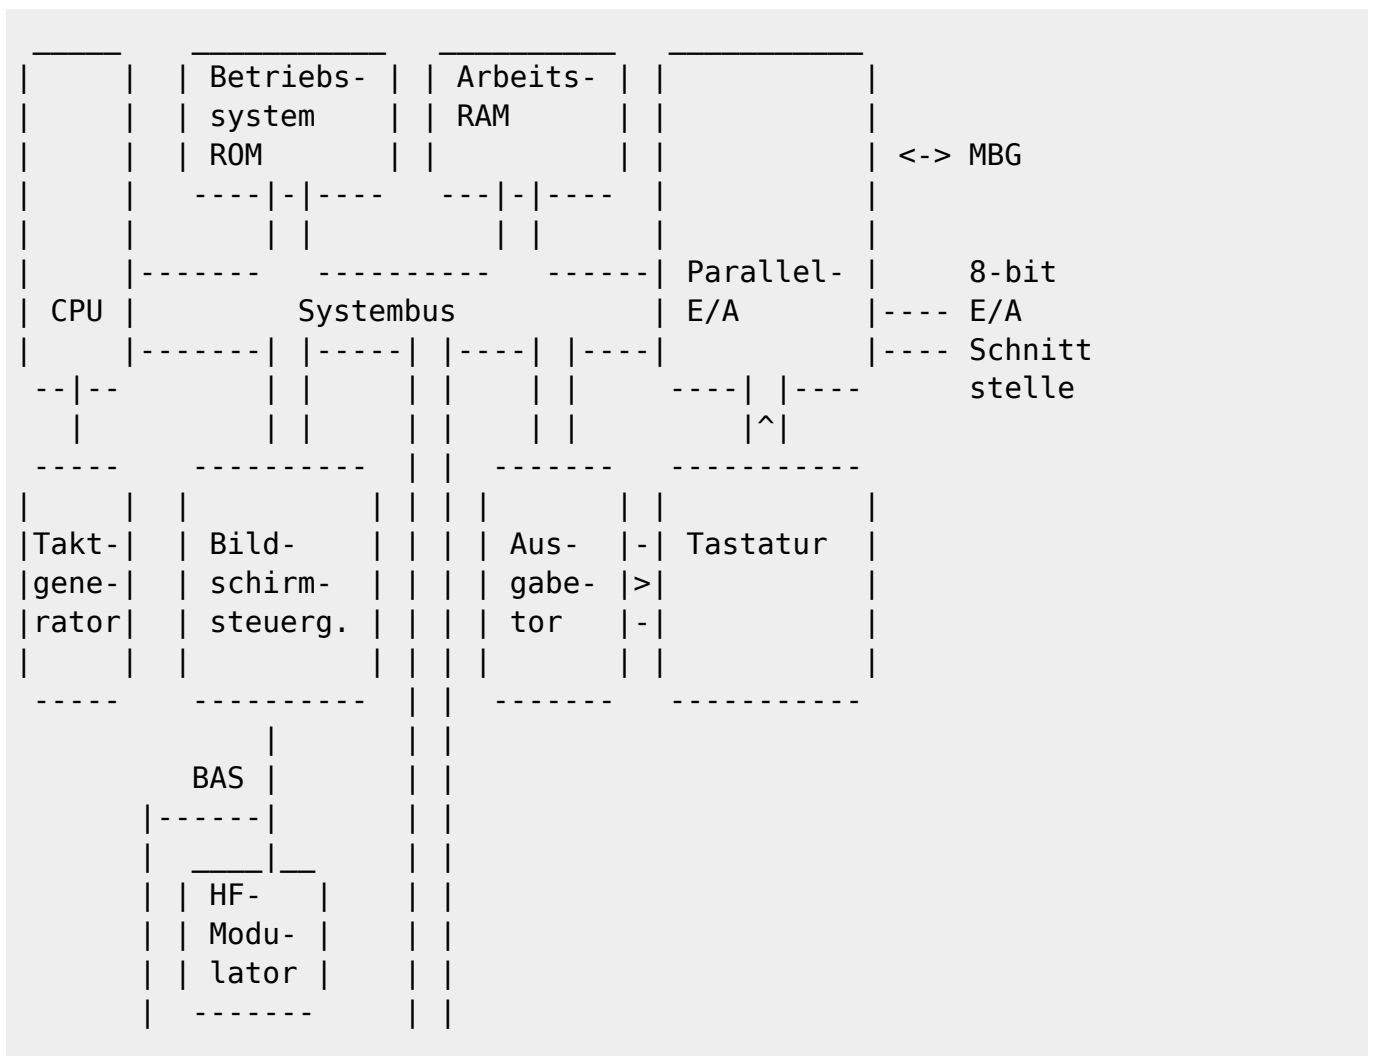 Betriebs- Arbeits-
system RAM
ROM <-> MBG
Parallel- 8-bit
CPU Systembus E/A E/A
Schnitt
stelle
Takt- Bild- Aus- Tastatur
gene- schirm- gabe- >
rator steuerg. tor
BAS
HF-
Modu-
lator